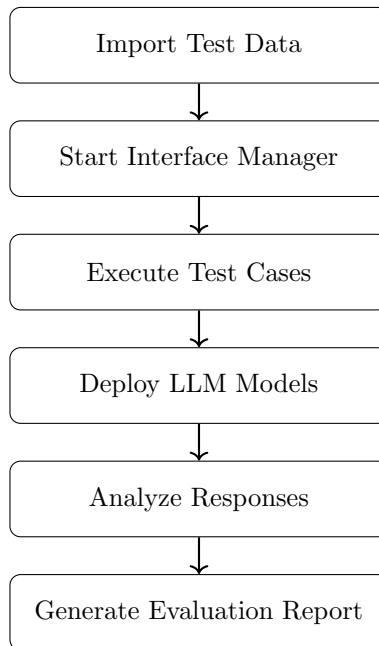 Import Test Data
Start Interface Manager
Execute Test Cases
Deploy LLM Models
Analyze Responses
Generate Evaluation Report